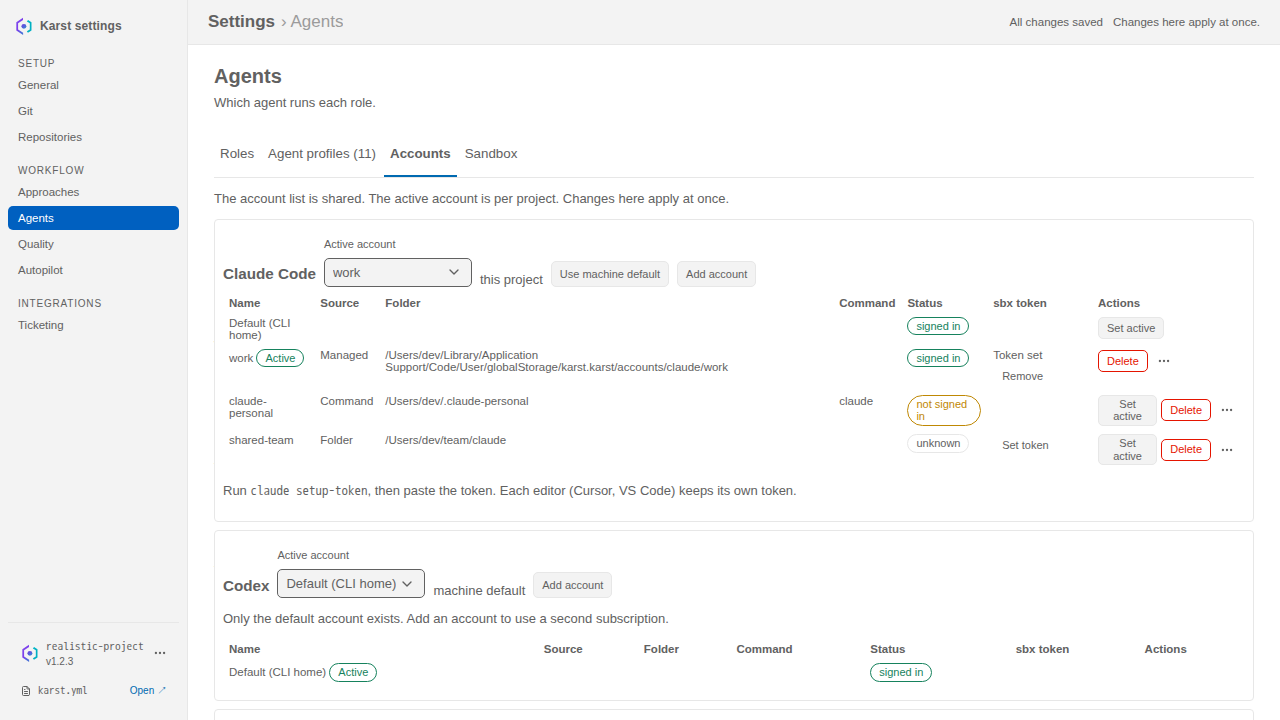 Karst settings
Settings › Agents
All changes saved Changes here apply at once.
SETUP
General
Git
Repositories
WORKFLOW
Approaches
Agents
Quality
Autopilot
INTEGRATIONS
Ticketing
realistic-project
v1.2.3
karst.yml
Open ↗
Agents
Which agent runs each role.
Roles Agent profiles (11) Accounts Sandbox
The account list is shared. The active account is per project. Changes here apply at once.
Active account
Claude Code work this project Use machine default Add account
Name Source Folder Command Status sbx token Actions
Default (CLI home) signed in Set active
work Active Managed /Users/dev/Library/Application Support/Code/User/globalStorage/karst.karst/accounts/claude/work signed in Token set Remove Delete ···
claude-personal Command /Users/dev/.claude-personal claude not signed in Set active Delete ···
shared-team Folder /Users/dev/team/claude unknown Set token Set active Delete ···
Run claude setup-token, then paste the token. Each editor (Cursor, VS Code) keeps its own token.
Active account
Codex Default (CLI home) machine default Add account
Only the default account exists. Add an account to use a second subscription.
Name Source Folder Command Status sbx token Actions
Default (CLI home) Active signed in